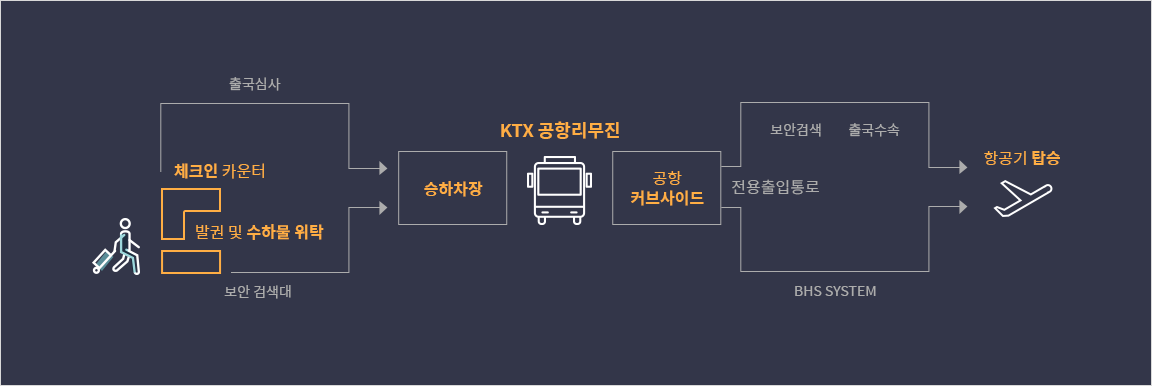 출국심사
체크인 카운터
발권 및 수하물 위탁
보안 검색대
승하차장
KTX 공항리무진
공항
커브사이드
전용출입통로
보안검색 출국수속
BHS SYSTEM
항공기 탑승